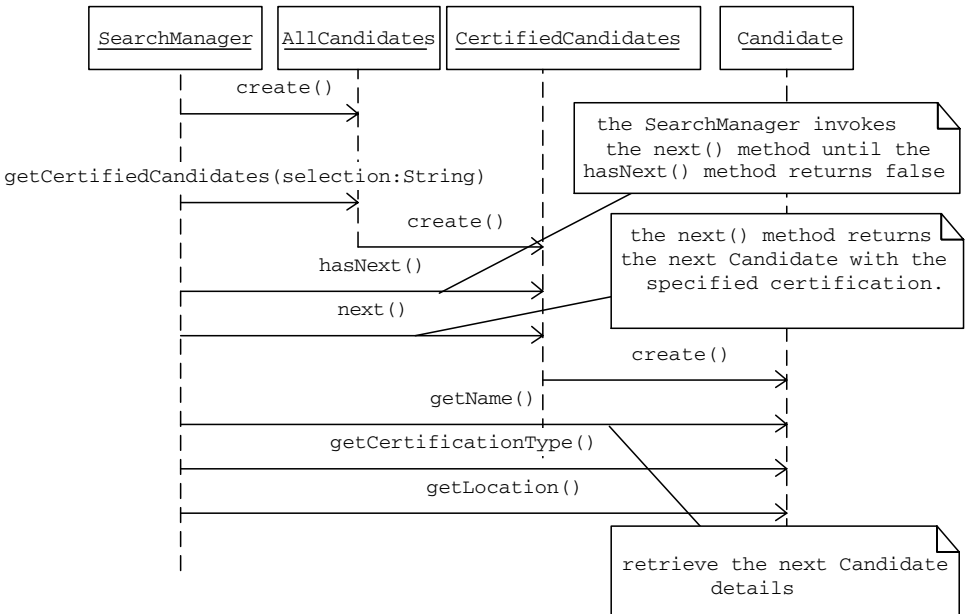 SearchManager
AllCandidates
CertifiedCandidates
Candidate
create()
the SearchManager invokes
the next() method until the
hasNext() method returns false
getCertifiedCandidates(selection:String)
create()
the next() method returns
the next Candidate with the
specified certification.
hasNext()
next()
create()
getName()
getCertificationType()
getLocation()
retrieve the next Candidate
details